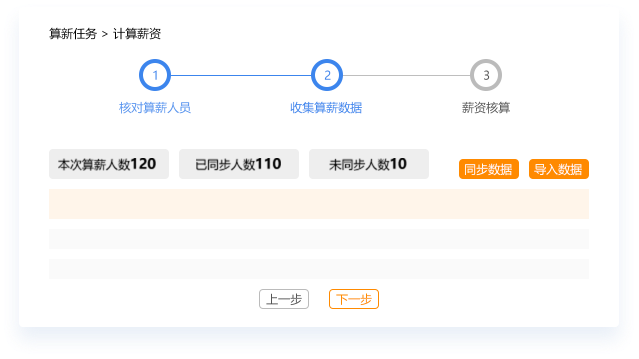 算新任务 > 计算薪资
1 2 3
核对算薪人员 收集算薪数据 薪资核算
本次算薪人数120 已同步人数110 未同步人数10 同步数据 导入数据
上一步 下一步